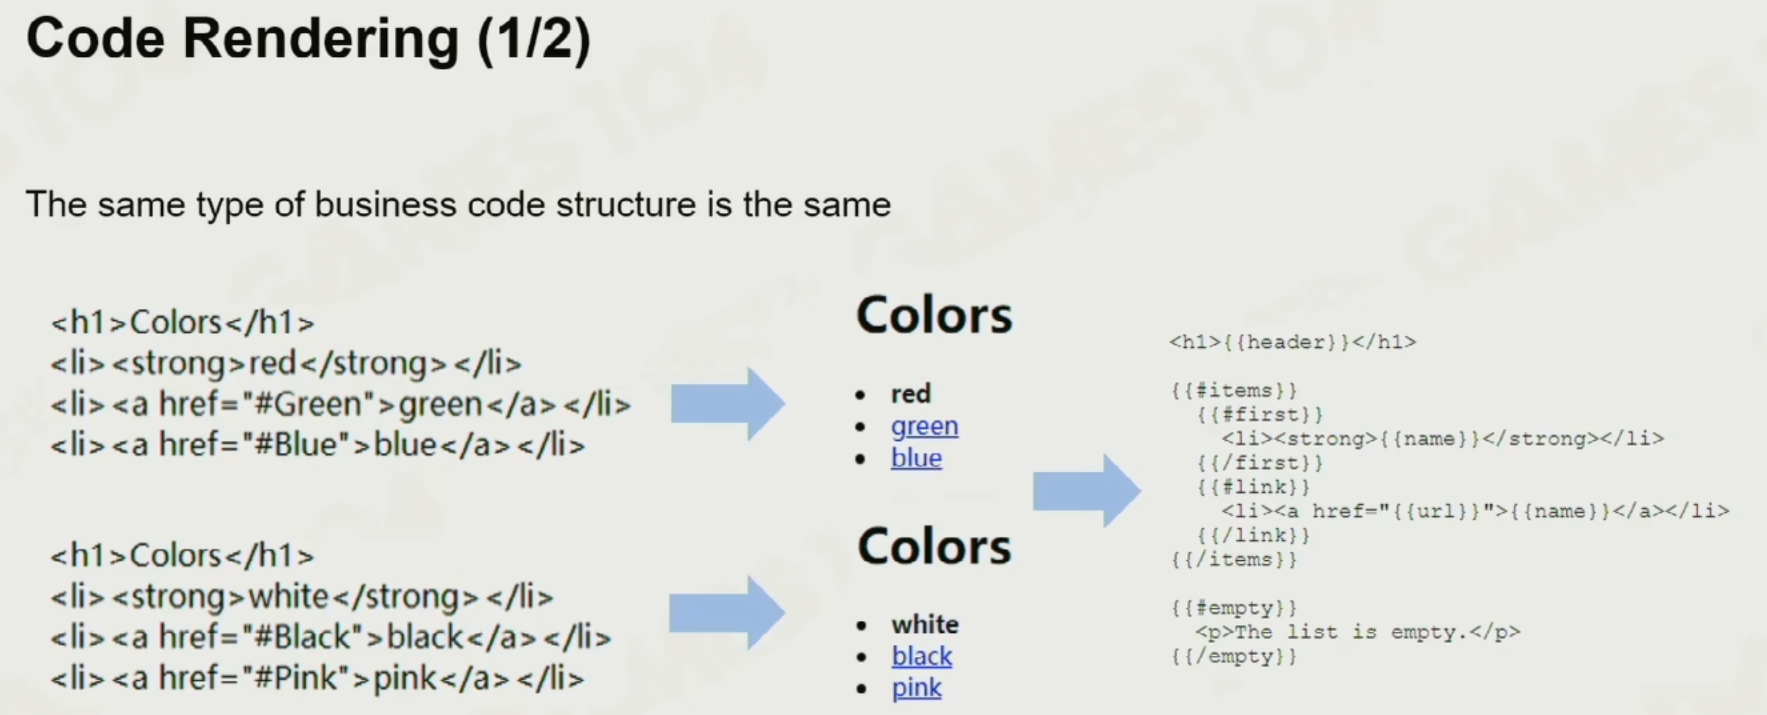 Code Rendering (1/2)
The same type of business code structure is the same
<h1>Colors</h1>
<li><strong>red</strong></li>
<li><a href="#Green">green</a></li>
<li><a href="#Blue">blue</a></li>
<h1>Colors</h1>
<li><strong>white</strong></li>
<li><a href="#Black">black</a></li>
<li><a href="#Pink">pink</a></li>
Colors
red
green
blue
Colors
white
black
pink
<h1>{{header}}</h1>
{{#items}}
{{#first}}
<li><strong>{{name}}</strong></li>
{{/first}}
{{#link}}
<li><a href="{{url}}">{{name}}</a></li>
{{/link}}
{{/items}}
{{#empty}}
<p>The list is empty.</p>
{{/empty}}
GAMES 104